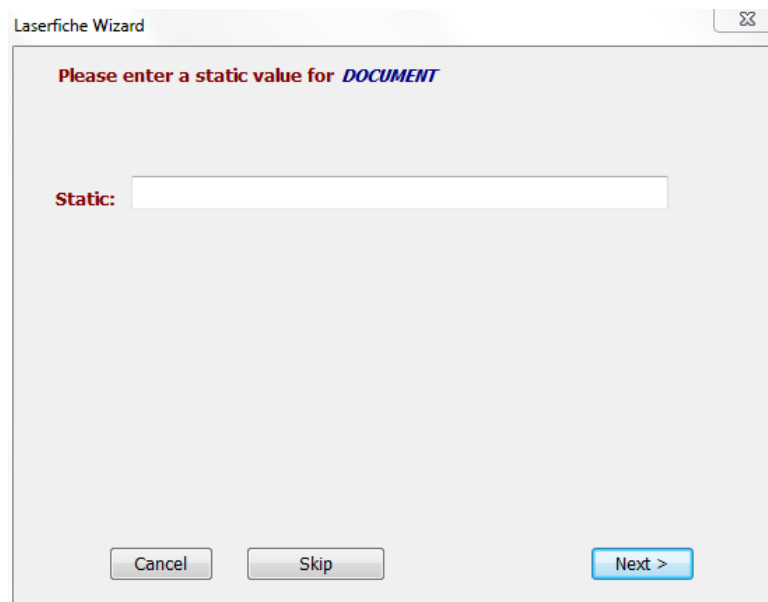 Laserfiche Wizard
Please enter a static value for DOCUMENT
Static:
Cancel Skip Next >